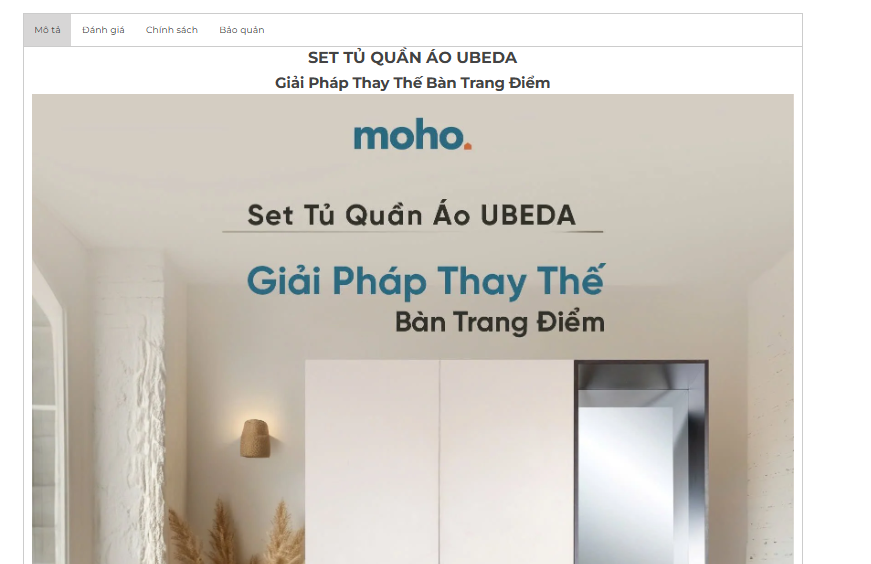 Mô tả Đánh giá Chính sách Bảo quản
SET TỦ QUẦN ÁO UBEDA
Giải Pháp Thay Thế Bàn Trang Điểm
moho.
Set Tủ Quần Áo UBEDA
Giải Pháp Thay Thế
Bàn Trang Điểm